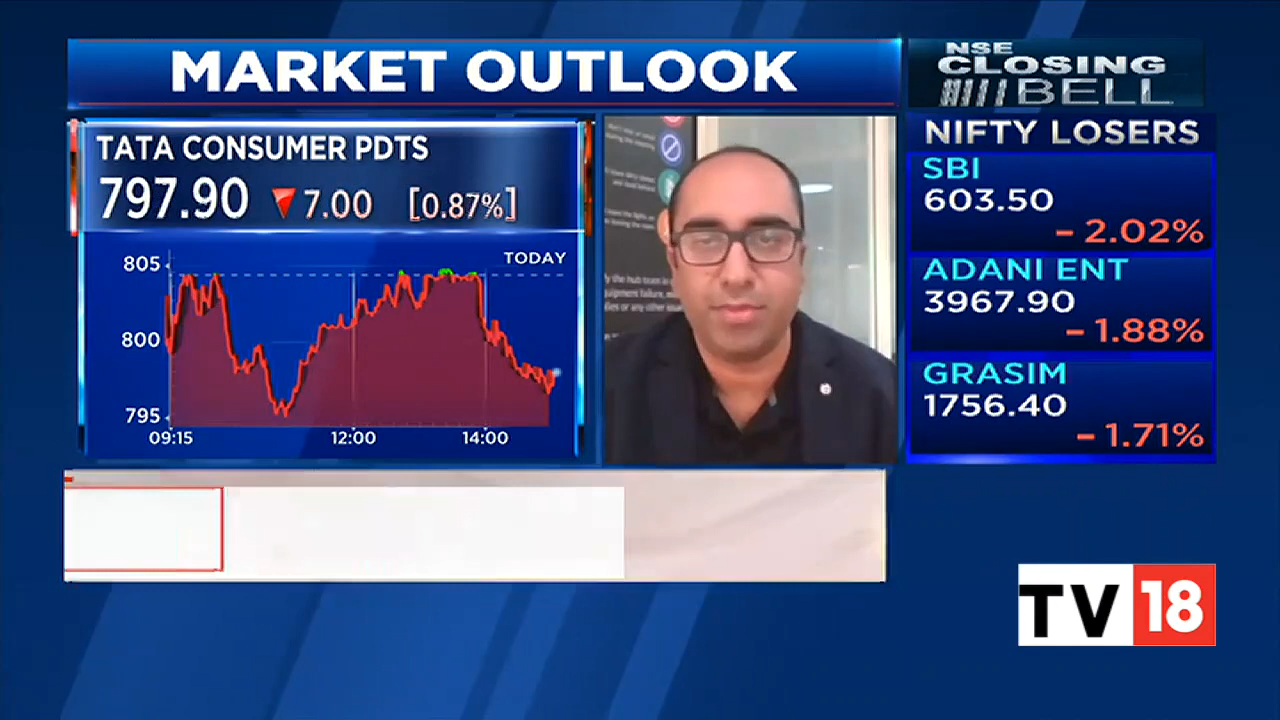 MARKET OUTLOOK
NSE
CLOSING
BELL
TATA CONSUMER PDTS
797.90 ▼7.00 [0.87%]
TODAY
805
800
795
09:15 12:00 14:00
NIFTY LOSERS
SBI
603.50
- 2.02%
ADANI ENT
3967.90
- 1.88%
GRASIM
1756.40
- 1.71%
TV 18